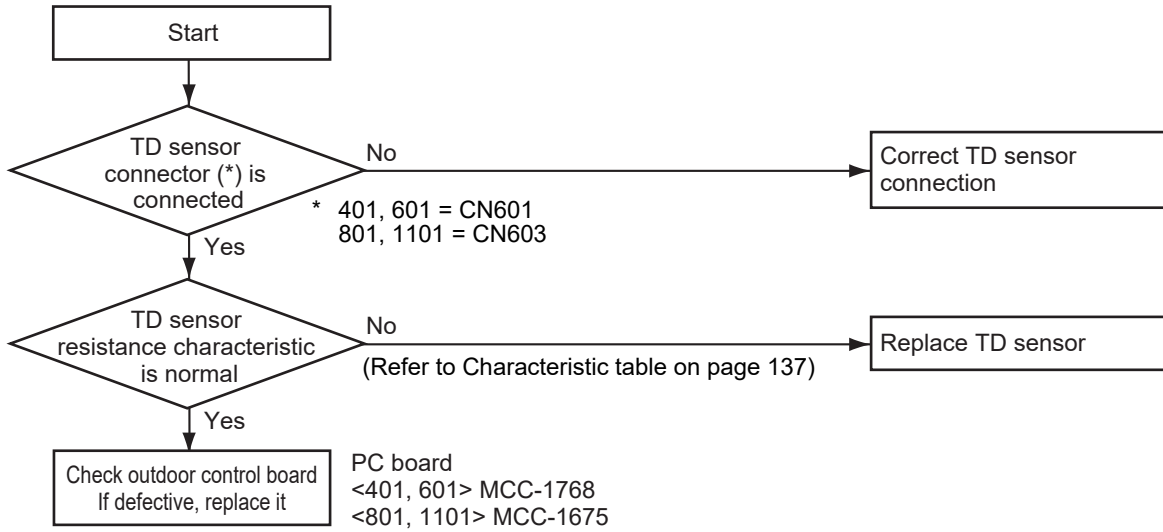 Start
TD sensor
connector (*) is
connected
No
Correct TD sensor
connection
* 401, 601 = CN601
801, 1101 = CN603
Yes
TD sensor
resistance characteristic
is normal
No
(Refer to Characteristic table on page 137)
Replace TD sensor
Yes
Check outdoor control board
If defective, replace it
PC board
<401, 601> MCC-1768
<801, 1101> MCC-1675